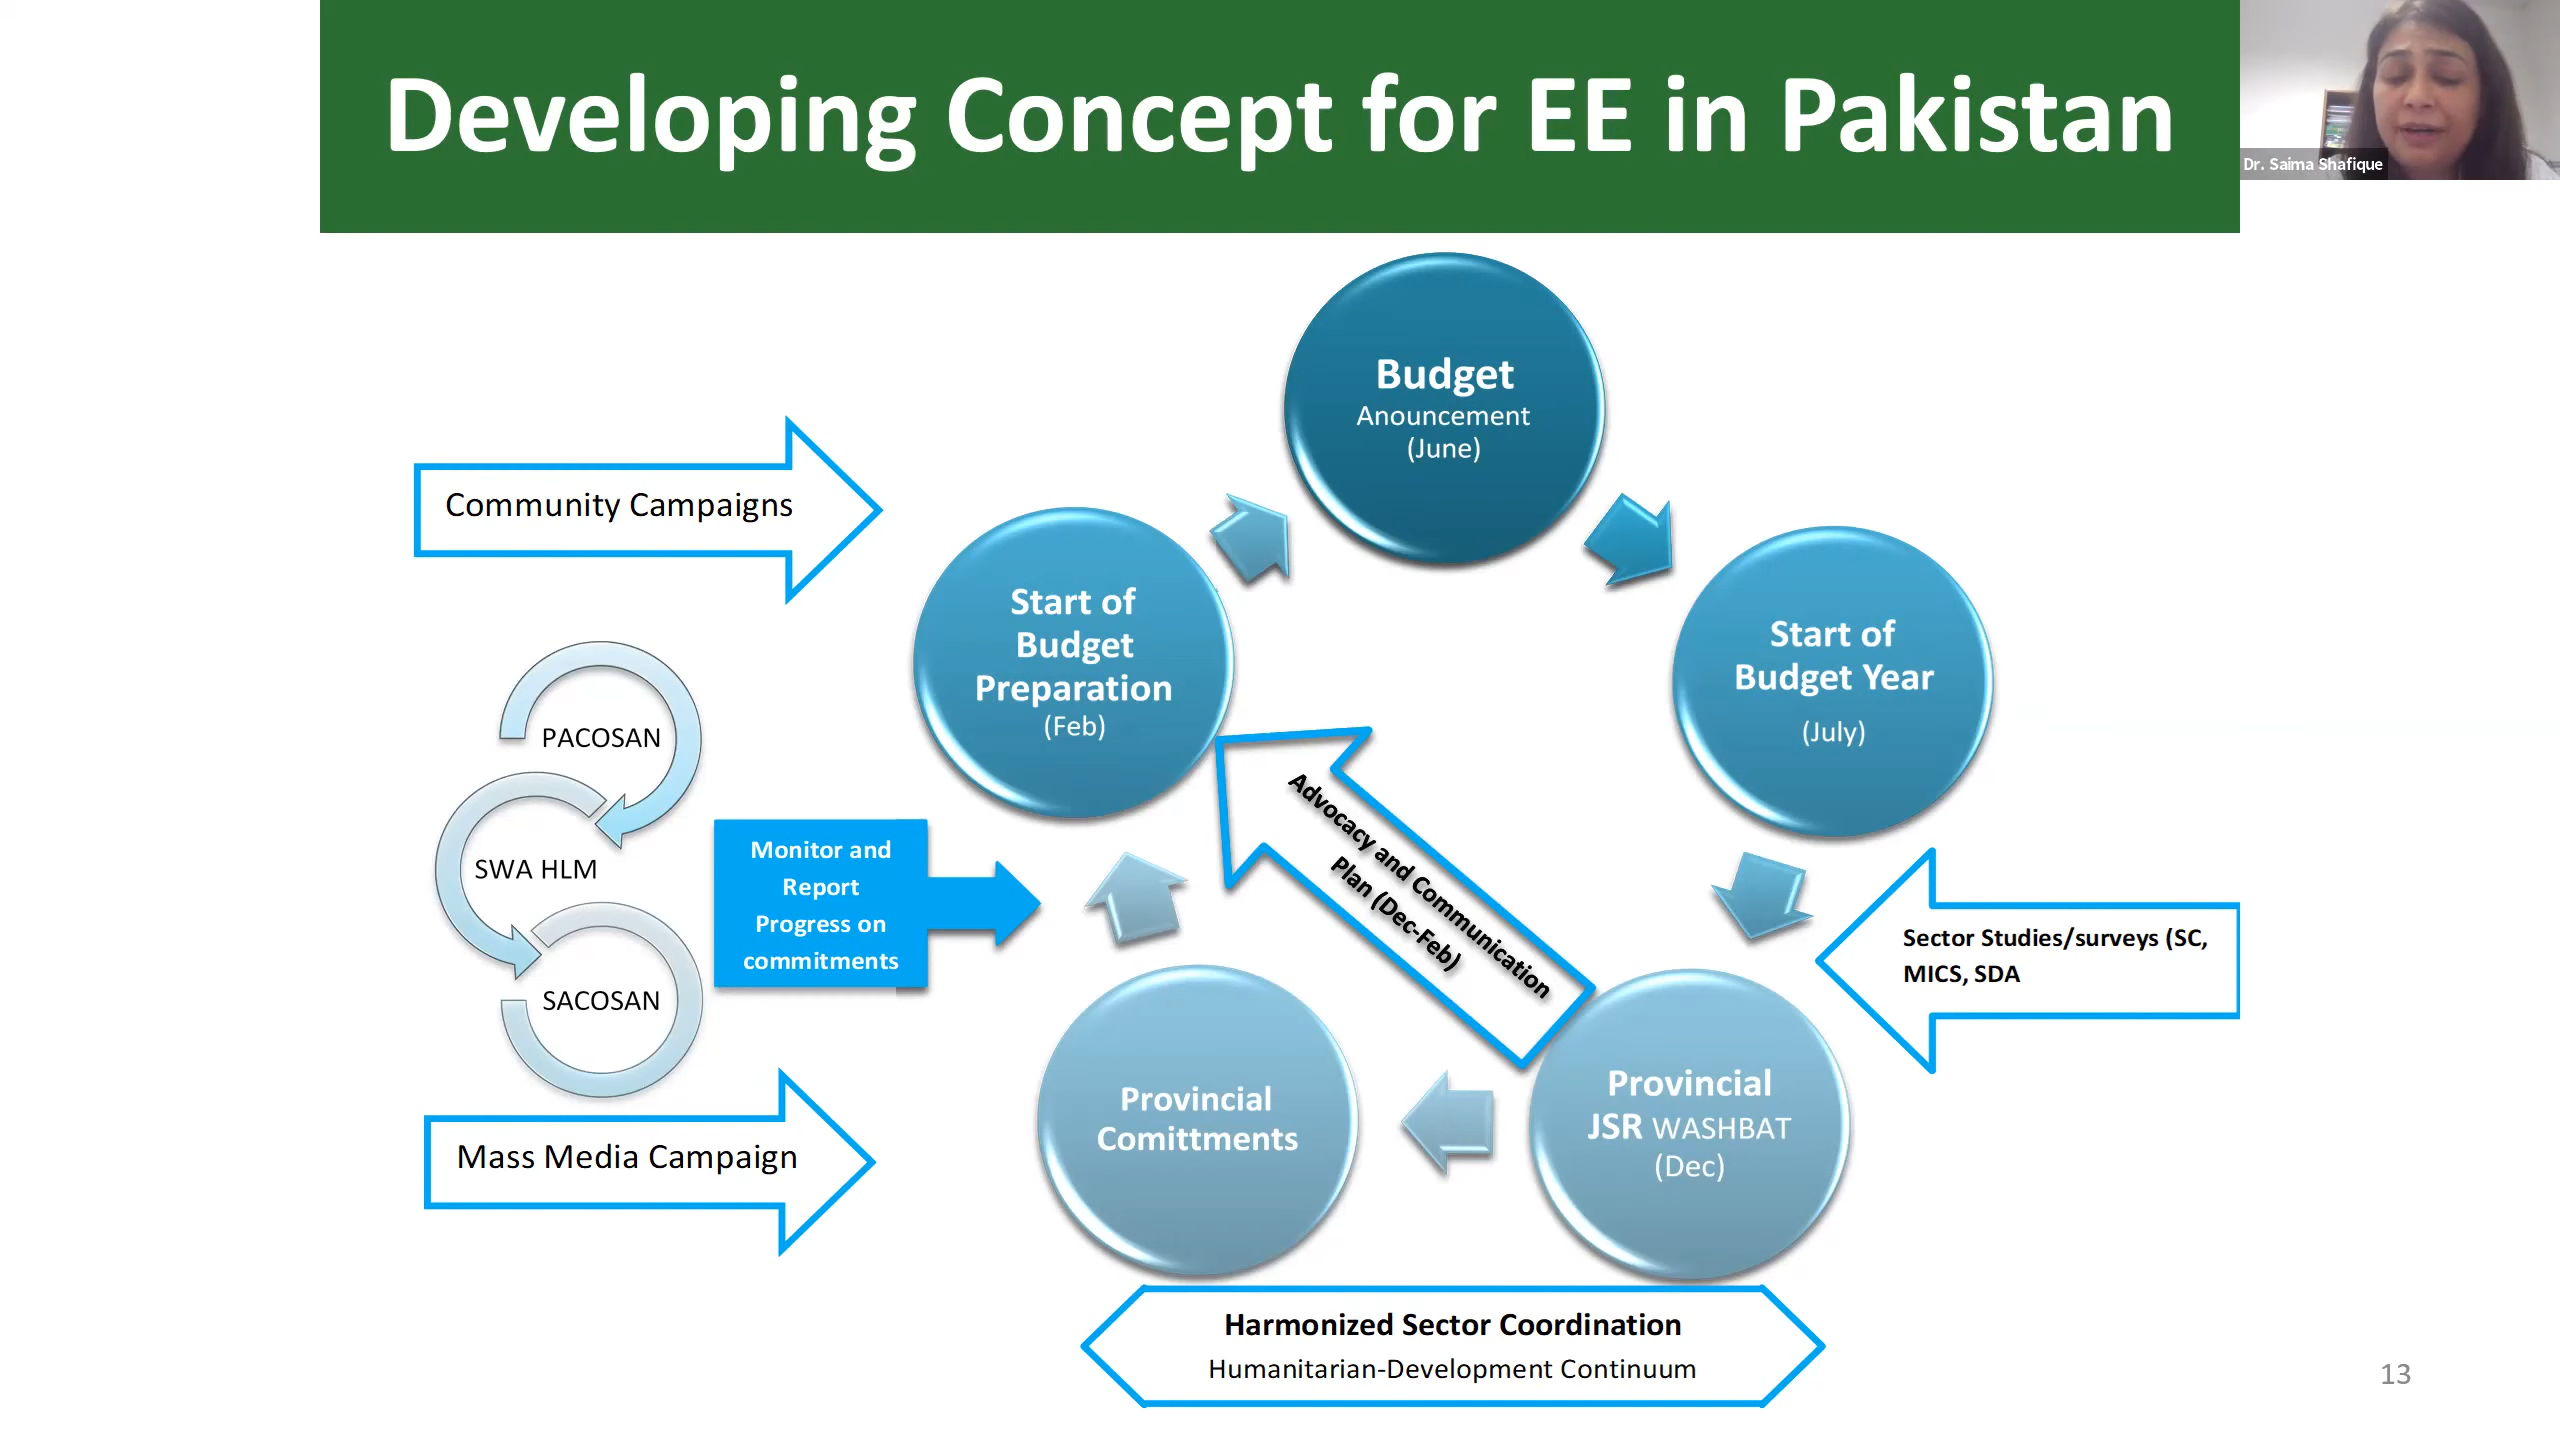 Developing Concept for EE in Pakistan
Dr. Saima Shafique
Budget
Anouncement
(June)
Community Campaigns
Start of
Budget
Preparation
(Feb)
Start of
Budget Year
(July)
PACOSAN
SWA HLM
SACOSAN
Monitor and
Report
Progress on
commitments
Advocacy and Communication
Plan (Dec-Feb)
Sector Studies/surveys (SC,
MICS, SDA
Provincial
Comittments
Provincial
JSR WASHBAT
(Dec)
Mass Media Campaign
Harmonized Sector Coordination
Humanitarian-Development Continuum
13